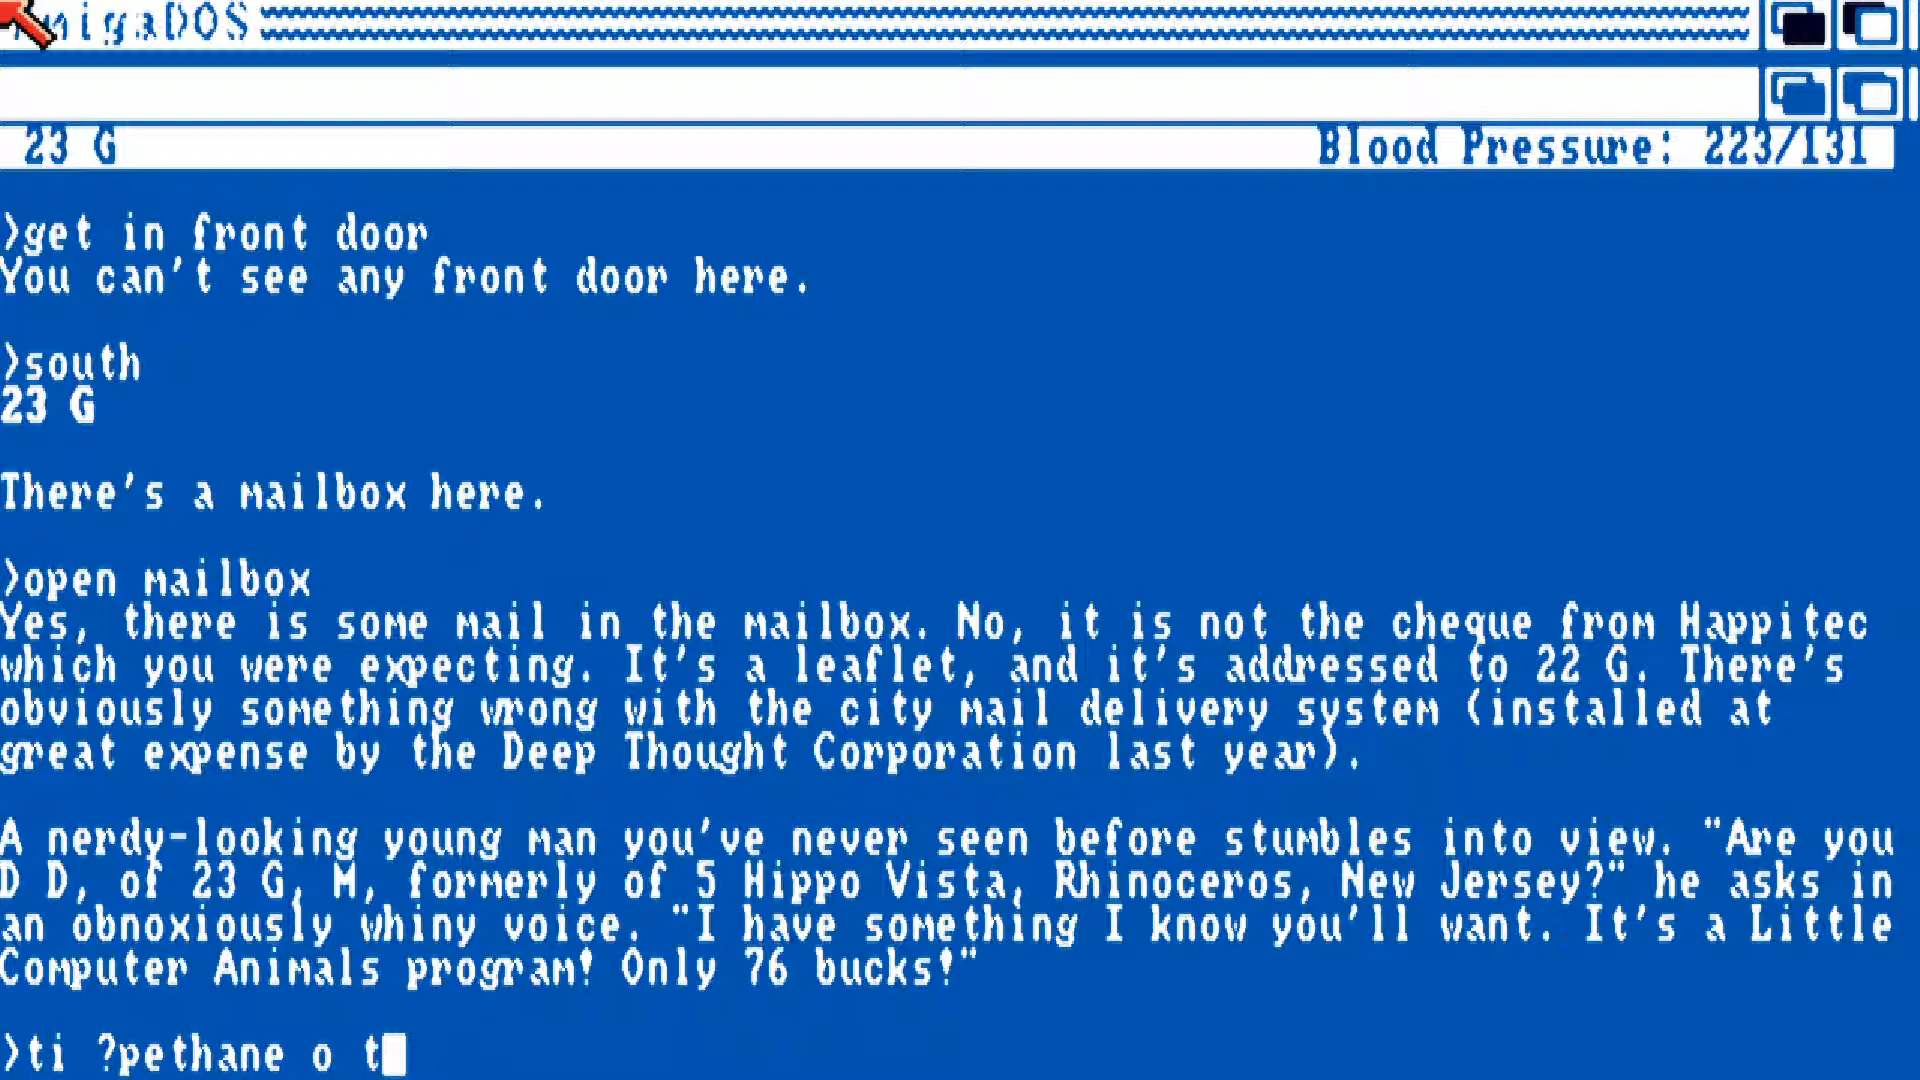 AmigaDOS
23 G Blood Pressure: 223/131
>get in front door
You can't see any front door here.
>south
23 G
There's a mailbox here.
>open mailbox
Yes, there is some mail in the mailbox. No, it is not the cheque from Happitec
which you were expecting. It's a leaflet, and it's addressed to 22 G. There's
obviously something wrong with the city mail delivery system (installed at
great expense by the Deep Thought Corporation last year).
A nerdy-looking young man you've never seen before stumbles into view. "Are you
D D, of 23 G, M, formerly of 5 Hippo Vista, Rhinoceros, New Jersey?" he asks in
an obnoxiously whiny voice. "I have something I know you'll want. It's a Little
Computer Animals program! Only 76 bucks!"
>ti ?pethane o t